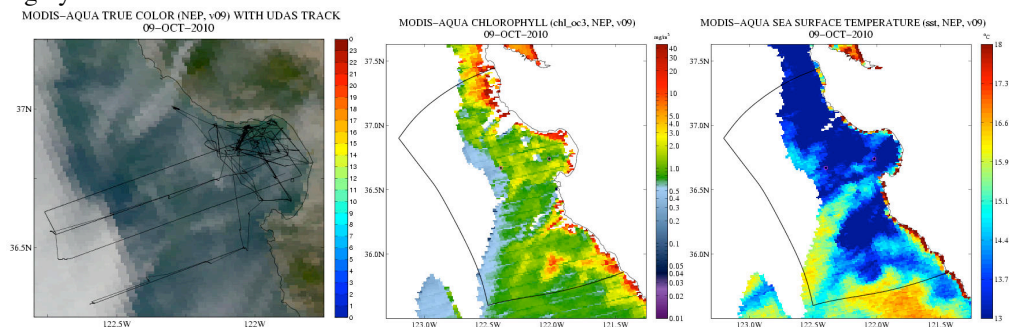 MODIS-AQUA TRUE COLOR (NEP, v09) WITH UDAS TRACK
09-OCT-2010
37N
36.5N
122.5W
122W
0
23
22
21
20
19
18
17
16
15
14
13
12
11
10
9
8
7
6
5
4
3
2
1
0
MODIS-AQUA CHLOROPHYLL (chl_oc3, NEP, v09)
09-OCT-2010
mg/m³
37.5N
37.0N
36.5N
36.0N
123.0W
122.5W
122.0W
121.5W
40
30
20
10
5.0
4.0
3.0
2.0
1.0
0.5
0.4
0.3
0.2
0.1
0.05
0.04
0.03
0.02
0.01
MODIS-AQUA SEA SURFACE TEMPERATURE (sst, NEP, v09)
09-OCT-2010
°C
37.5N
37.0N
36.5N
36.0N
123.0W
122.5W
122.0W
121.5W
18
17.3
16.6
15.9
15.1
14.4
13.7
13